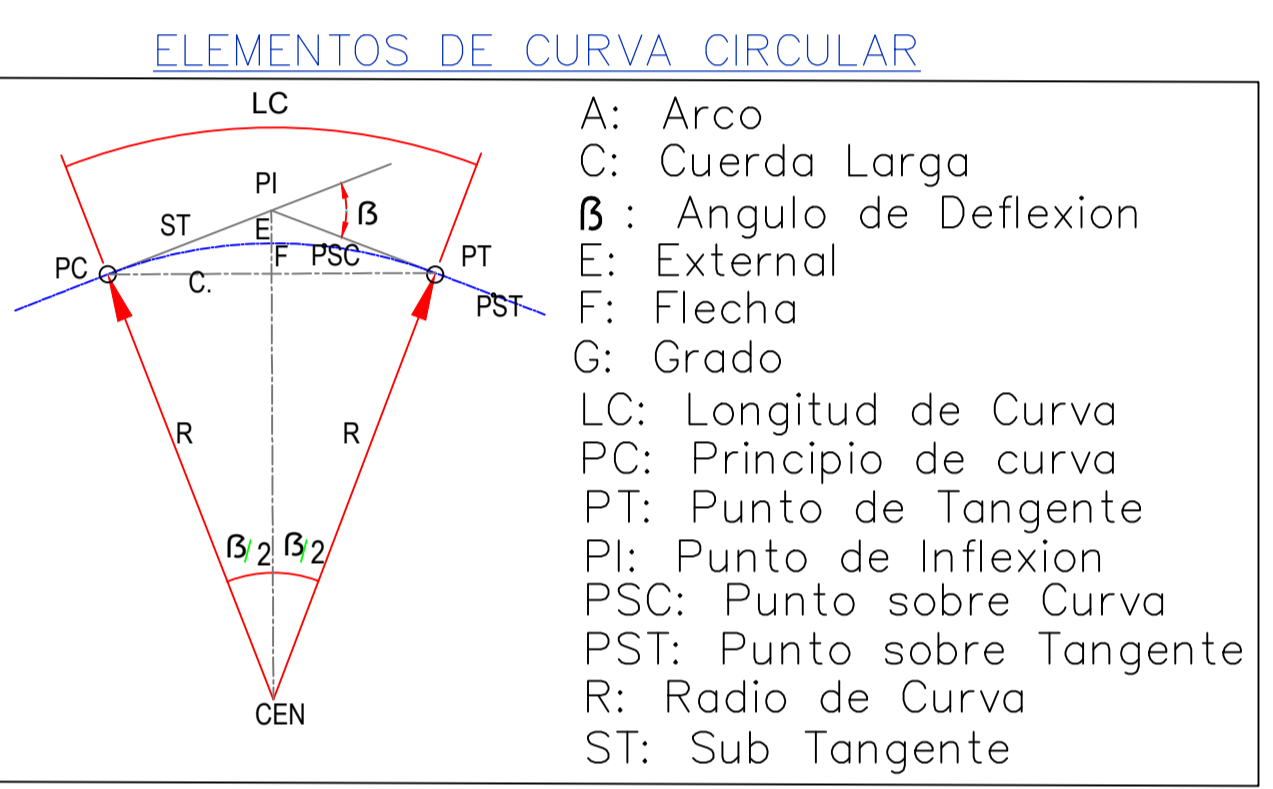 ELEMENTOS DE CURVA CIRCULAR
LC
PI
ST
E
ß
F
PSC
PC
C.
PT
PST
R
R
ß/2
ß/2
CEN
A: Arco
C: Cuerda Larga
ß : Angulo de Deflexion
E: External
F: Flecha
G: Grado
LC: Longitud de Curva
PC: Principio de curva
PT: Punto de Tangente
PI: Punto de Inflexion
PSC: Punto sobre Curva
PST: Punto sobre Tangente
R: Radio de Curva
ST: Sub Tangente